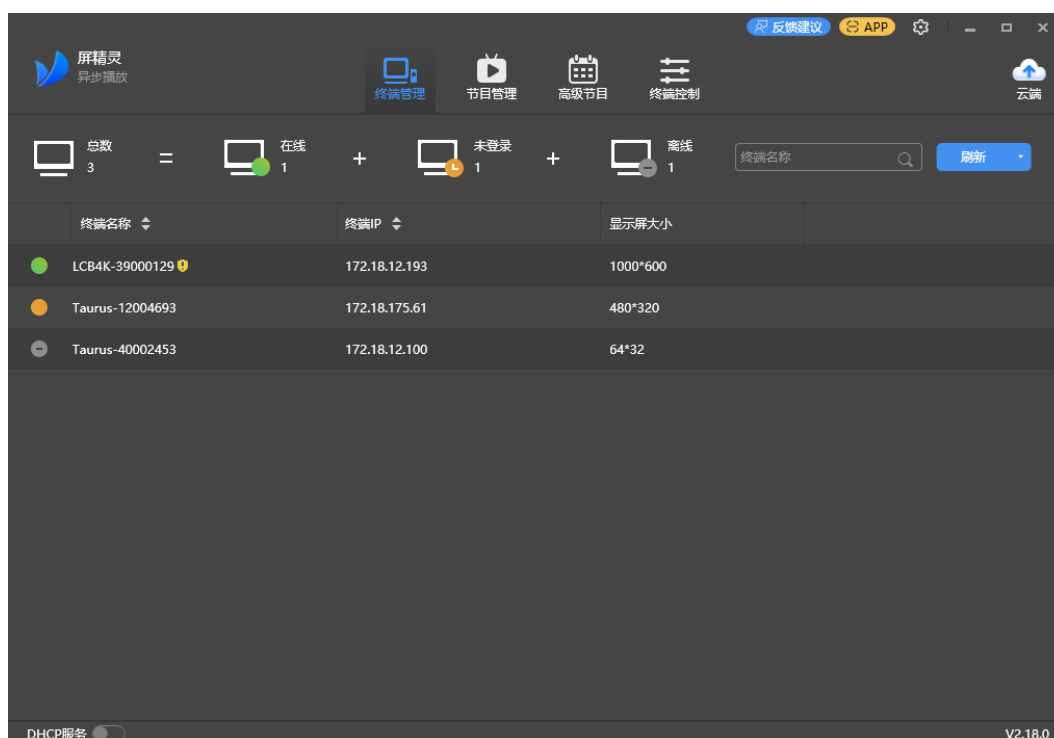 反馈建议 APP
屏精灵
异步播放
终端管理 节目管理 高级节目 终端控制 云端
总数 3 = 在线 1 + 未登录 1 + 离线 1 终端名称 刷新
终端名称 终端IP 显示屏大小
LCB4K-39000129 172.18.12.193 1000*600
Taurus-12004693 172.18.175.61 480*320
Taurus-40002453 172.18.12.100 64*32
DHCP服务 V2.18.0